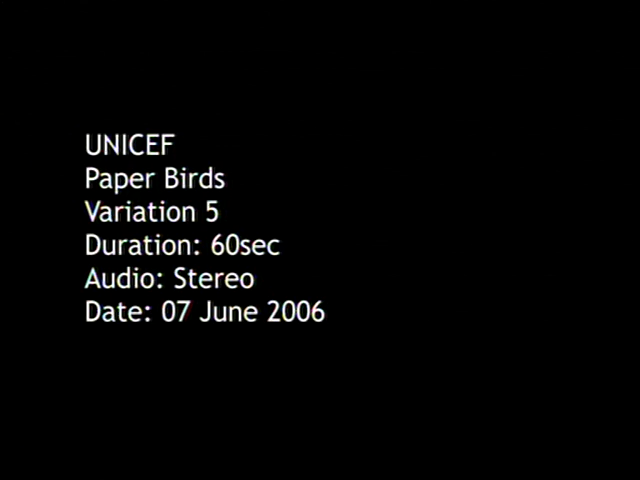 UNICEF
Paper Birds
Variation 5
Duration: 60sec
Audio: Stereo
Date: 07 June 2006